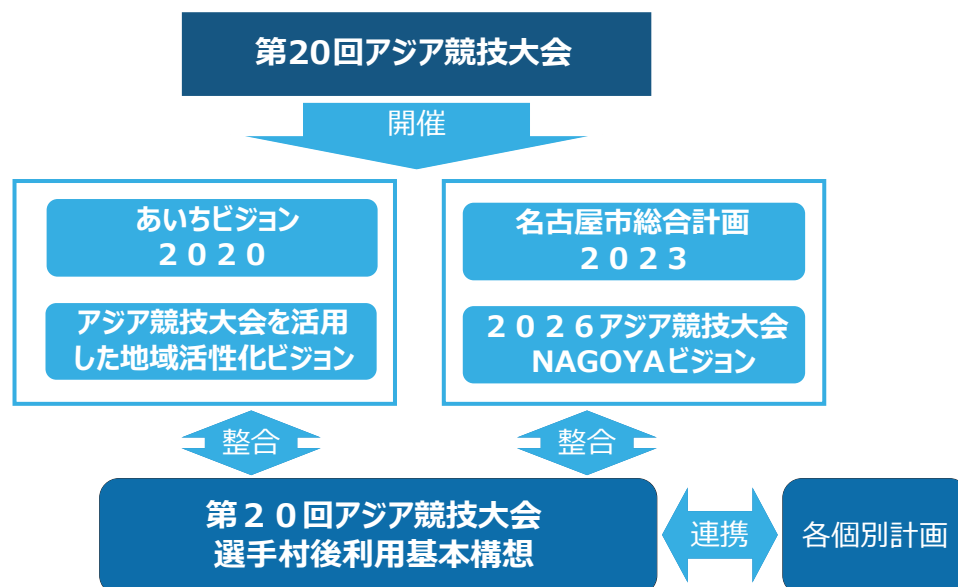 第20回アジア競技大会
開催
あいちビジョン
２０２０
アジア競技大会を活用
した地域活性化ビジョン
名古屋市総合計画
２０２３
２０２６アジア競技大会
NAGOYAビジョン
整合
整合
第２０回アジア競技大会
選手村後利用基本構想
連携
各個別計画